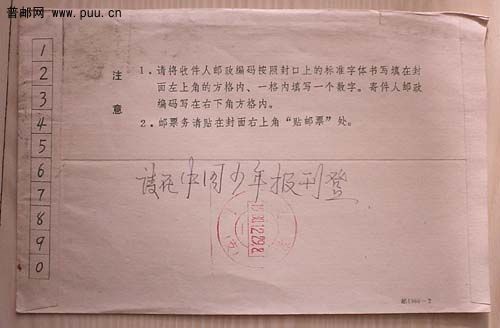 普邮网
www.puu.cn
1
2
3
4
5
6
7
8
9
0
注意
1．请将收件人邮政编码按照封口上的标准字体书写填在封
面左上角的方格内、一格内填写一个数字。寄件人邮政
编码写在右下角方格内。
2．邮票务请贴在封面右上角“贴邮票”处。
请在中国少年报刊登